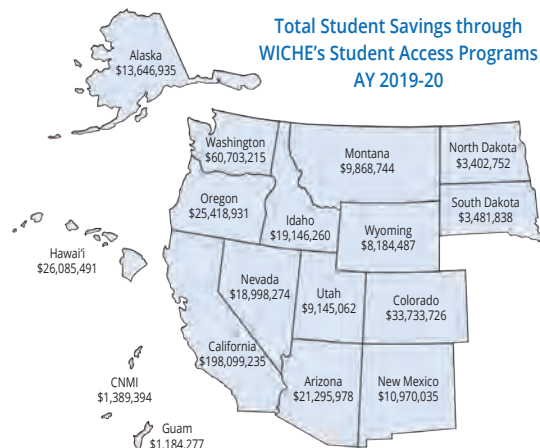 Total Student Savings through
WICHE's Student Access Programs
AY 2019-20
Alaska
$13,646,935
Washington
$60,703,215
Montana
$9,868,744
North Dakota
$3,402,752
Oregon
$25,418,931
Idaho
$19,146,260
South Dakota
$3,481,838
Wyoming
$8,184,487
Hawai'i
$26,085,491
Nevada
$18,998,274
Utah
$9,145,062
Colorado
$33,733,726
California
$198,099,235
CNMI
$1,389,394
Arizona
$21,295,978
New Mexico
$10,970,035
Guam
$1,184,277